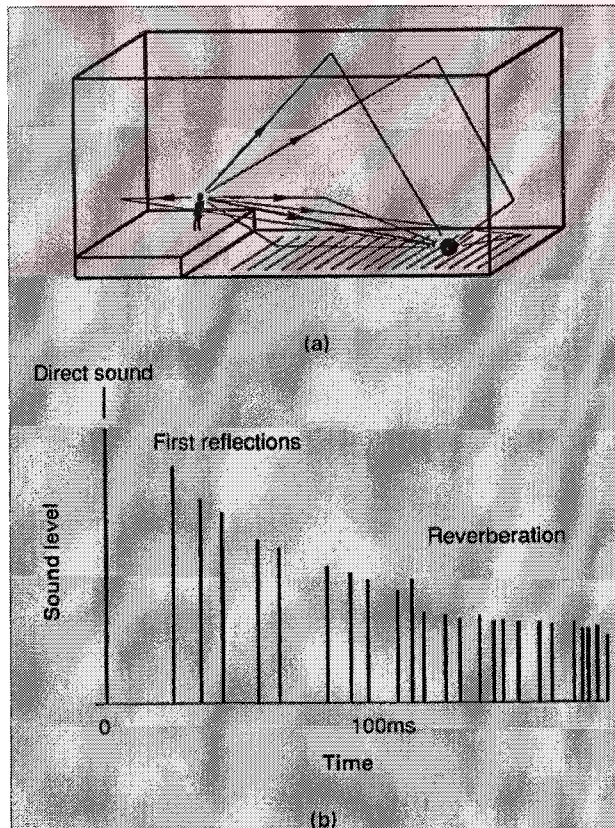 (a)
Direct sound
First reflections
Reverberation
Sound level
0
100ms
Time
(b)